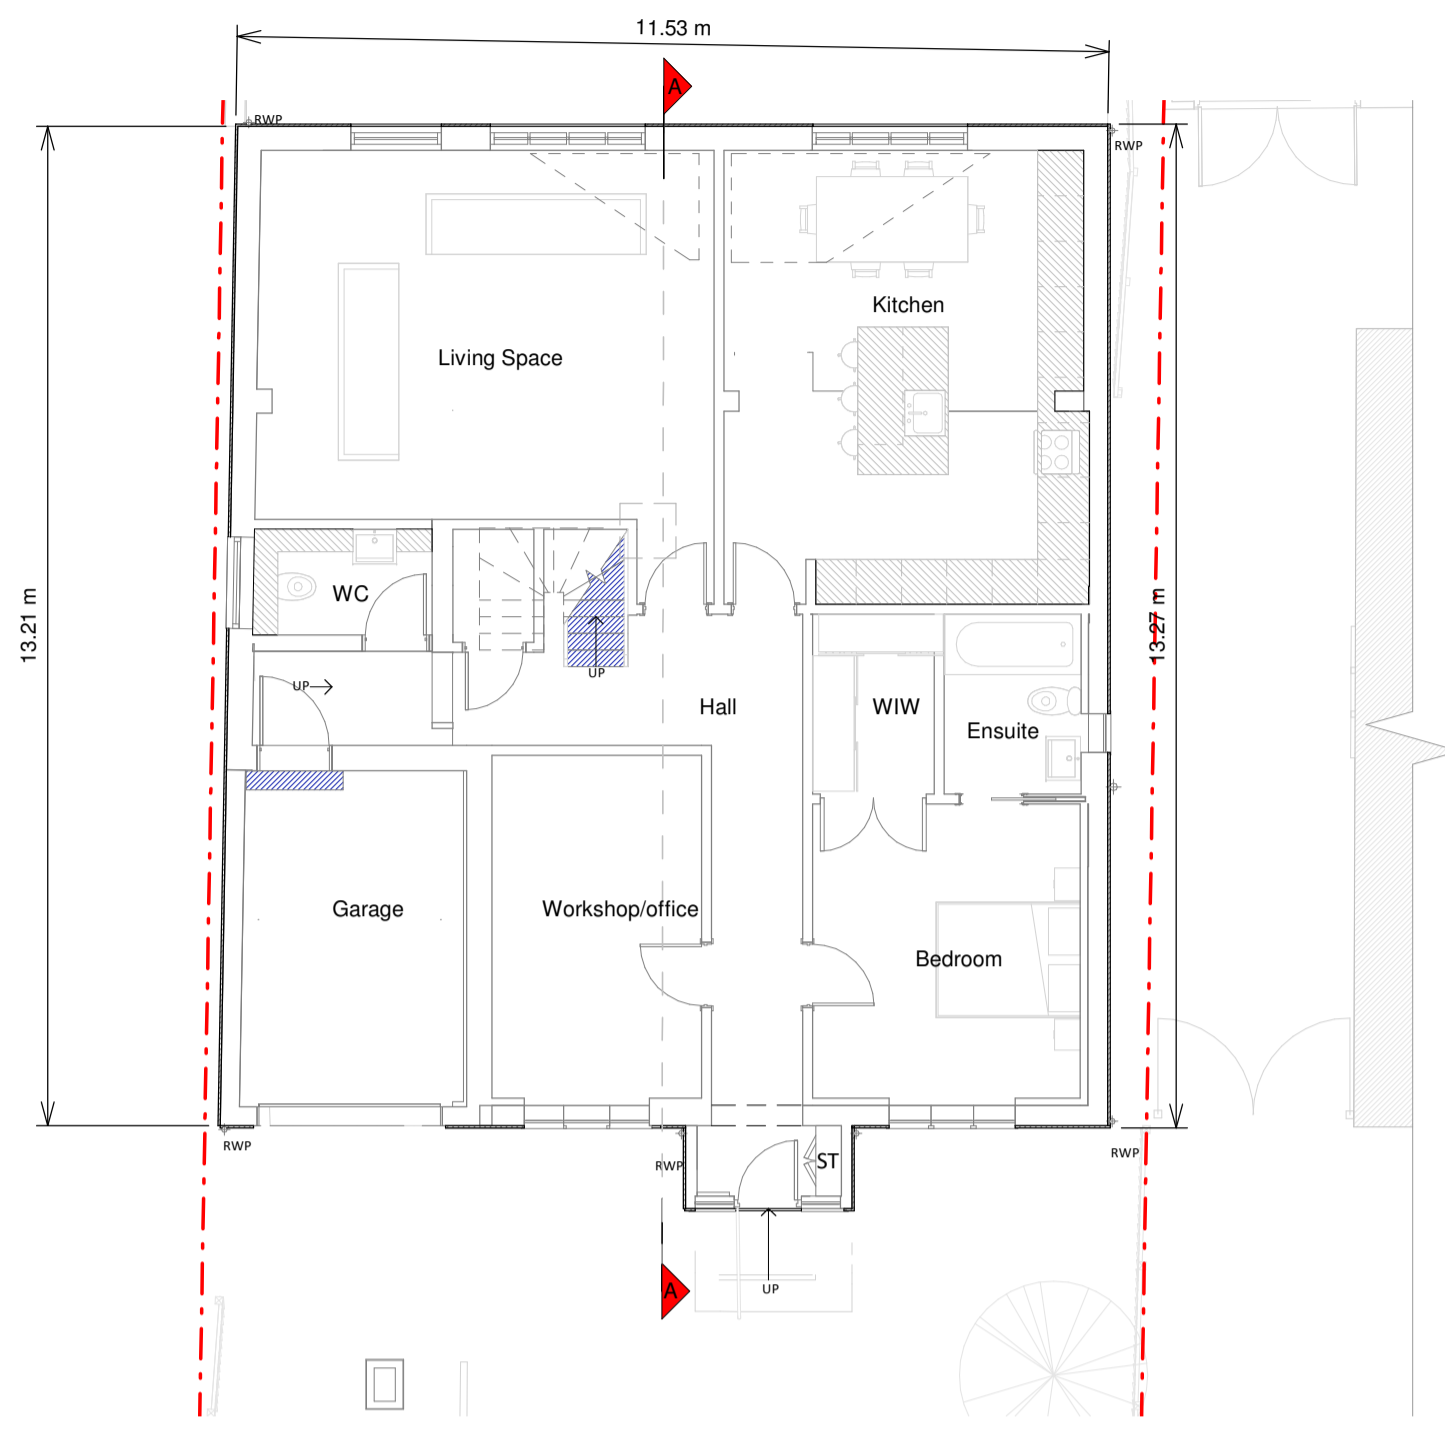 11.53 m
A
RWP
RWP
Kitchen
Living Space
WC
13.21 m
13.27 m
UP
UP
Hall
WIW
Ensuite
Garage
Workshop/office
Bedroom
RWP
RWP
ST
RWP
UP
A